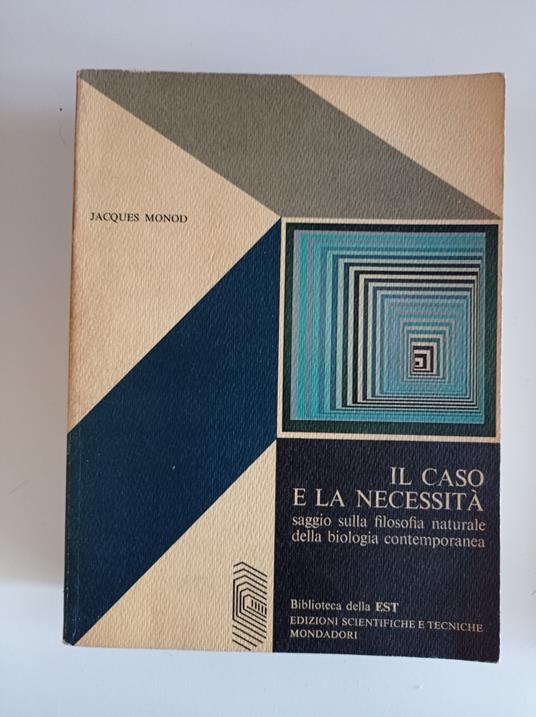 JACQUES MONOD
IL CASO
E LA NECESSITÀ
saggio sulla filosofia naturale
della biologia contemporanea
Biblioteca della EST
EDIZIONI SCIENTIFICHE E TECNICHE
MONDADORI